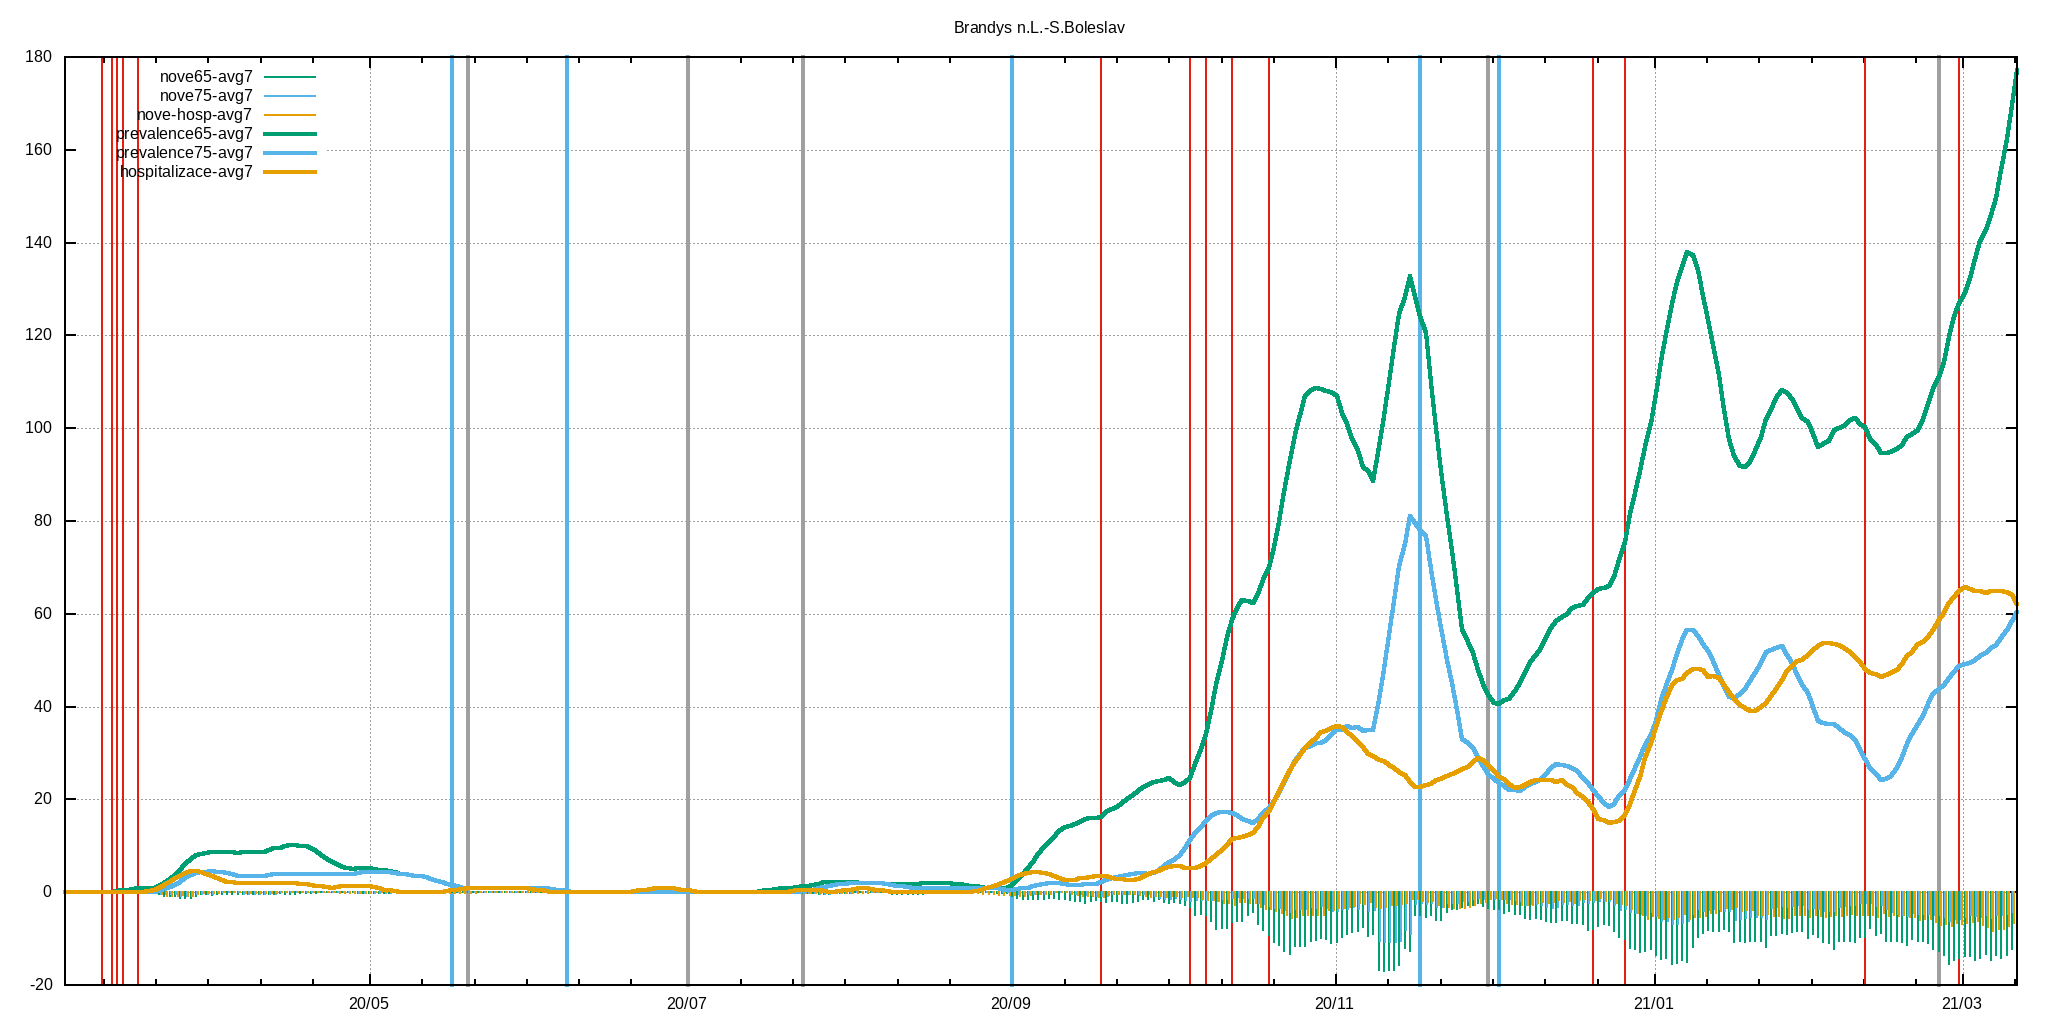 Brandys n.L.-S.Boleslav
180
160
140
120
100
80
60
40
20
0
-20
nove65-avg7
nove75-avg7
nove-hosp-avg7
prevalence65-avg7
prevalence75-avg7
hospitalizace-avg7
20/05
20/07
20/09
20/11
21/01
21/03